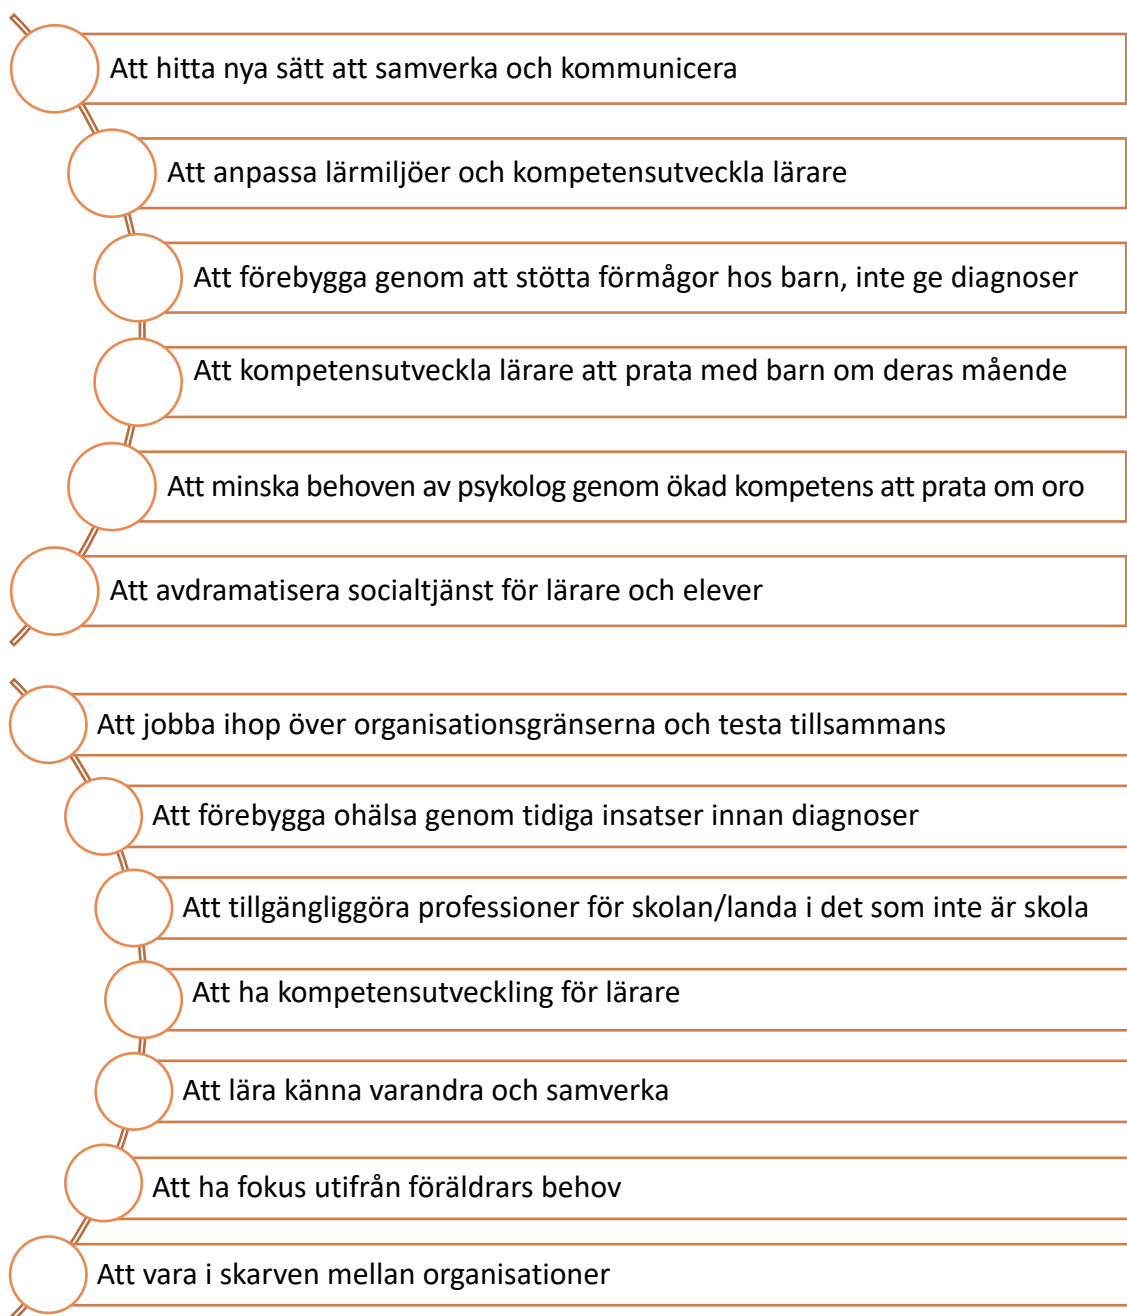 Att hitta nya sätt att samverka och kommunicera
Att anpassa lärmiljöer och kompetensutveckla lärare
Att förebygga genom att stötta förmågor hos barn, inte ge diagnoser
Att kompetensutveckla lärare att prata med barn om deras mående
Att minska behoven av psykolog genom ökad kompetens att prata om oro
Att avdramatisera socialtjänst för lärare och elever
Att jobba ihop över organisationsgränserna och testa tillsammans
Att förebygga ohälsa genom tidiga insatser innan diagnoser
Att tillgängliggöra professioner för skolan/landa i det som inte är skola
Att ha kompetensutveckling för lärare
Att lära känna varandra och samverka
Att ha fokus utifrån föräldrars behov
Att vara i skarven mellan organisationer